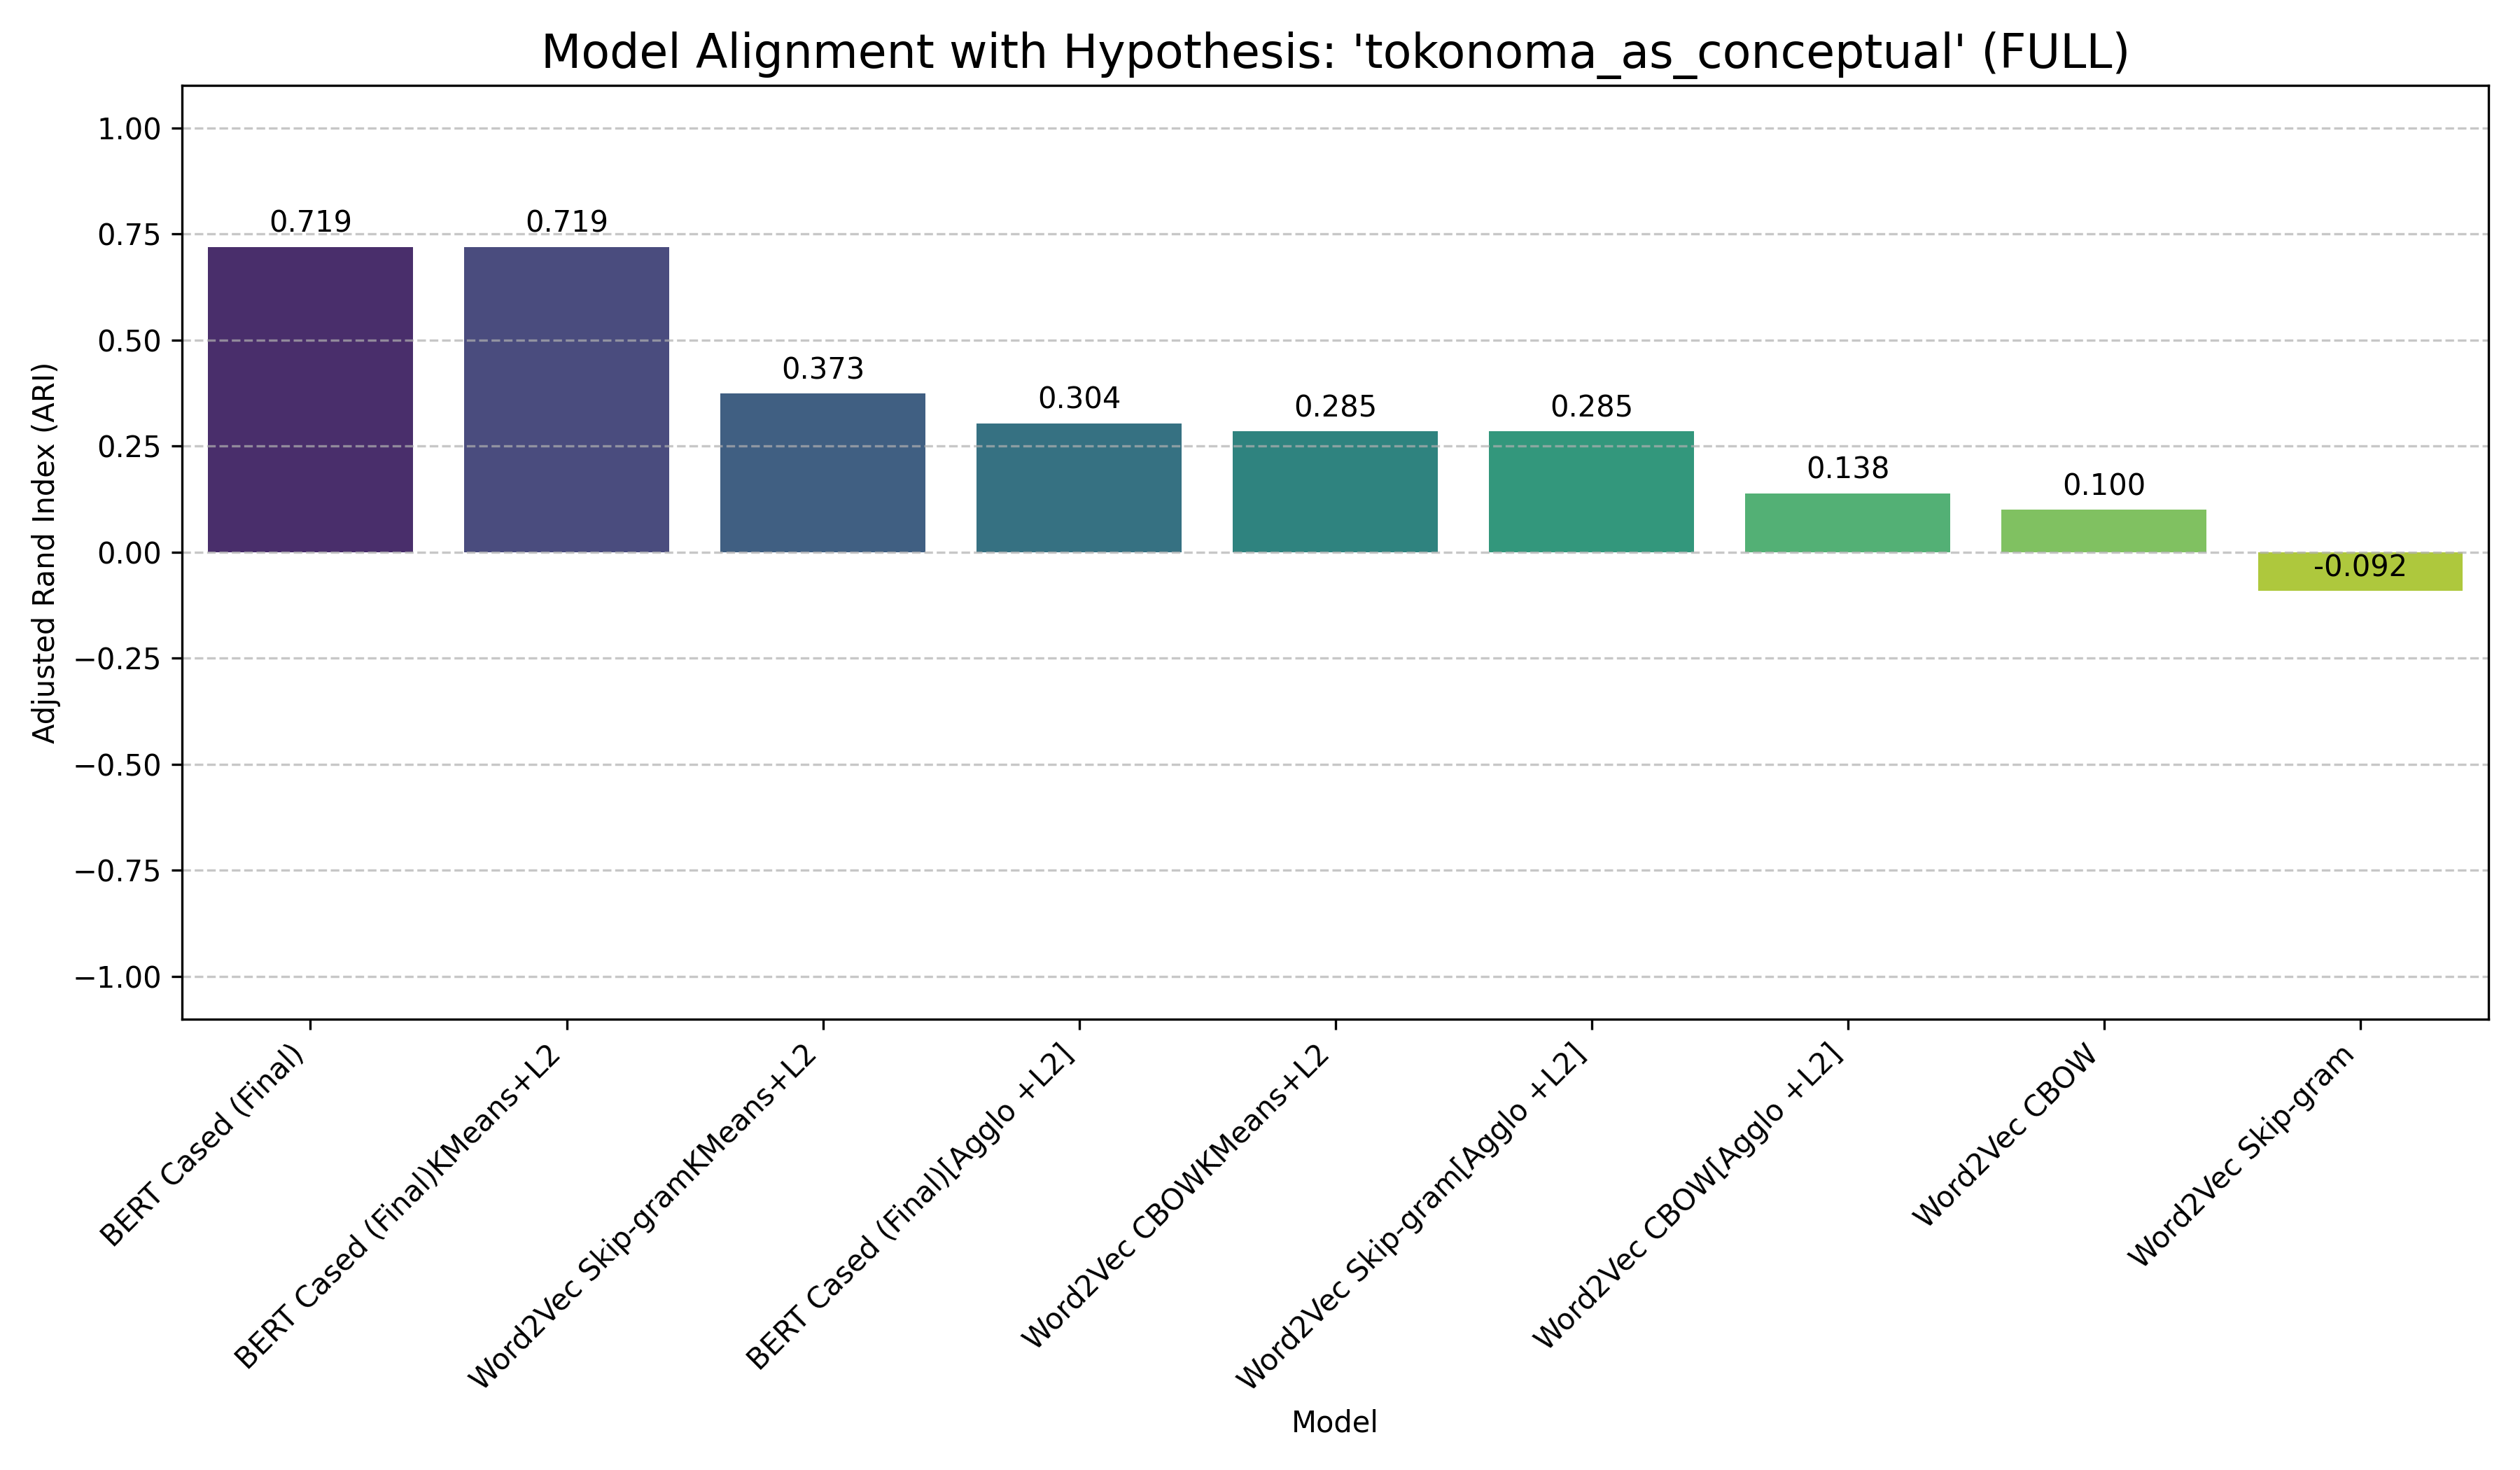 Model Alignment with Hypothesis: 'tokonoma_as_conceptual' (FULL)
Adjusted Rand Index (ARI)
1.00
0.75
0.50
0.25
0.00
−0.25
−0.50
−0.75
−1.00
0.719
0.719
0.373
0.304
0.285
0.285
0.138
0.100
-0.092
BERT Cased (Final)
BERT Cased (Final)KMeans+L2
Word2Vec Skip-gramKMeans+L2
BERT Cased (Final)[Agglo +L2]
Word2Vec CBOWKMeans+L2
Word2Vec Skip-gram[Agglo +L2]
Word2Vec CBOW[Agglo +L2]
Word2Vec CBOW
Word2Vec Skip-gram
Model